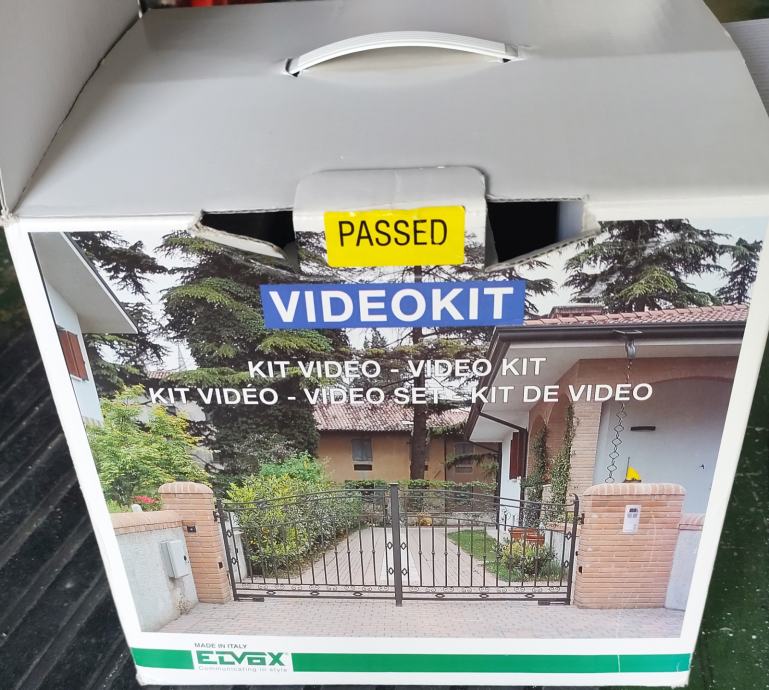 PASSED
VIDEOKIT
KIT VIDEO - VIDEO KIT
KIT VIDÉO - VIDEO SET - KIT DE VIDEO
MADE IN ITALY
ELVOX
Communicating in style